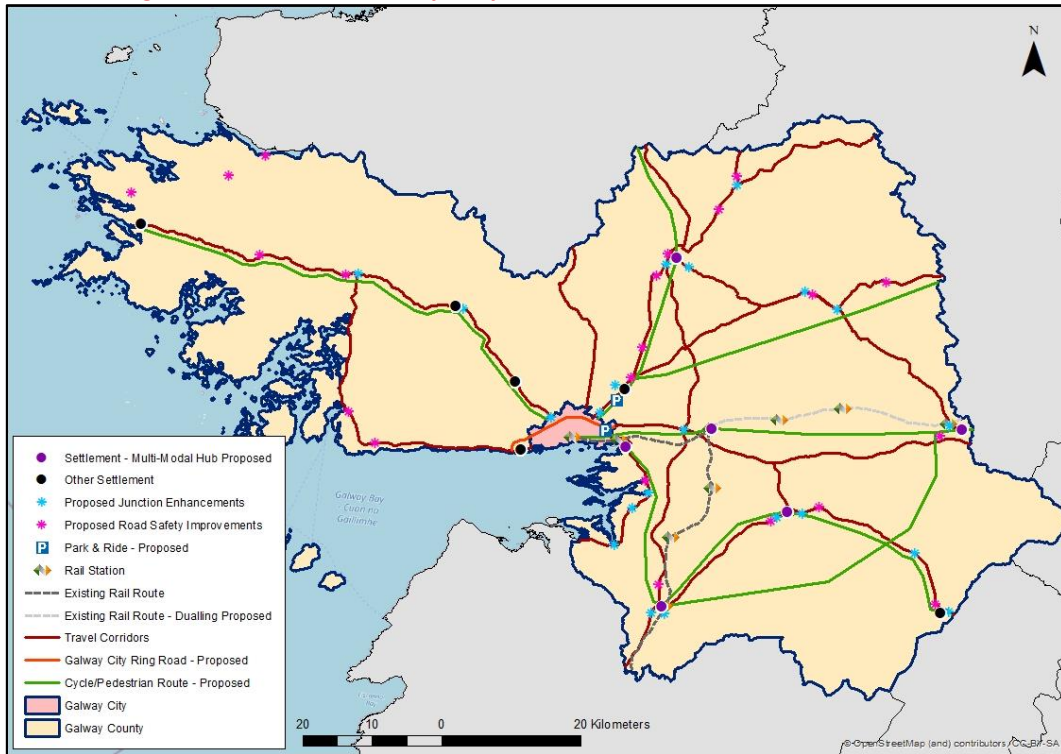 N
Galway Bay
Cuan na
Gaillimhe
Settlement - Multi-Modal Hub Proposed
Other Settlement
Proposed Junction Enhancements
Proposed Road Safety Improvements
P Park & Ride - Proposed
Rail Station
Existing Rail Route
Existing Rail Route - Dualling Proposed
Travel Corridors
Galway City Ring Road - Proposed
Cycle/Pedestrian Route - Proposed
Galway City
Galway County
P
P
20 10 0 20 Kilometers
© OpenStreetMap (and) contributors, CC-BY-SA